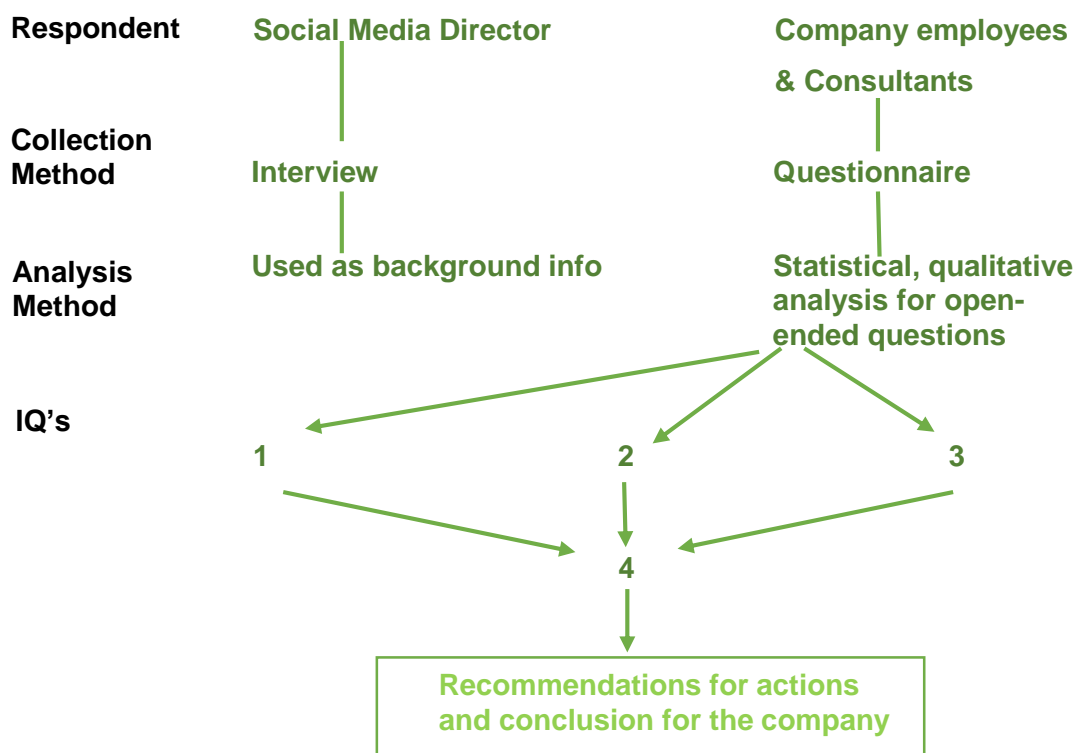 Respondent
Social Media Director
Company employees
& Consultants
Collection
Method
Interview
Questionnaire
Analysis
Method
Used as background info
Statistical, qualitative
analysis for open-
ended questions
IQ's
1
2
3
4
Recommendations for actions
and conclusion for the company